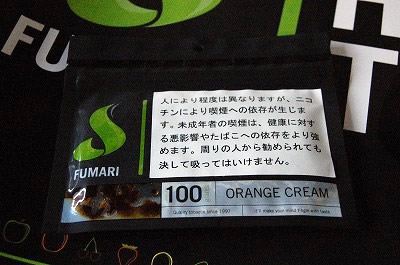 FU
人により程度は異なりますが、ニコ
チンにより喫煙への依存が生じま
す。未成年者の喫煙は、健康に対す
る悪影響やたばこへの依存をより強
めます。周りの人から勧められても
決して吸ってはいけません。
FUMARI
100
ORANGE CREAM
Quality tobacco since 1997